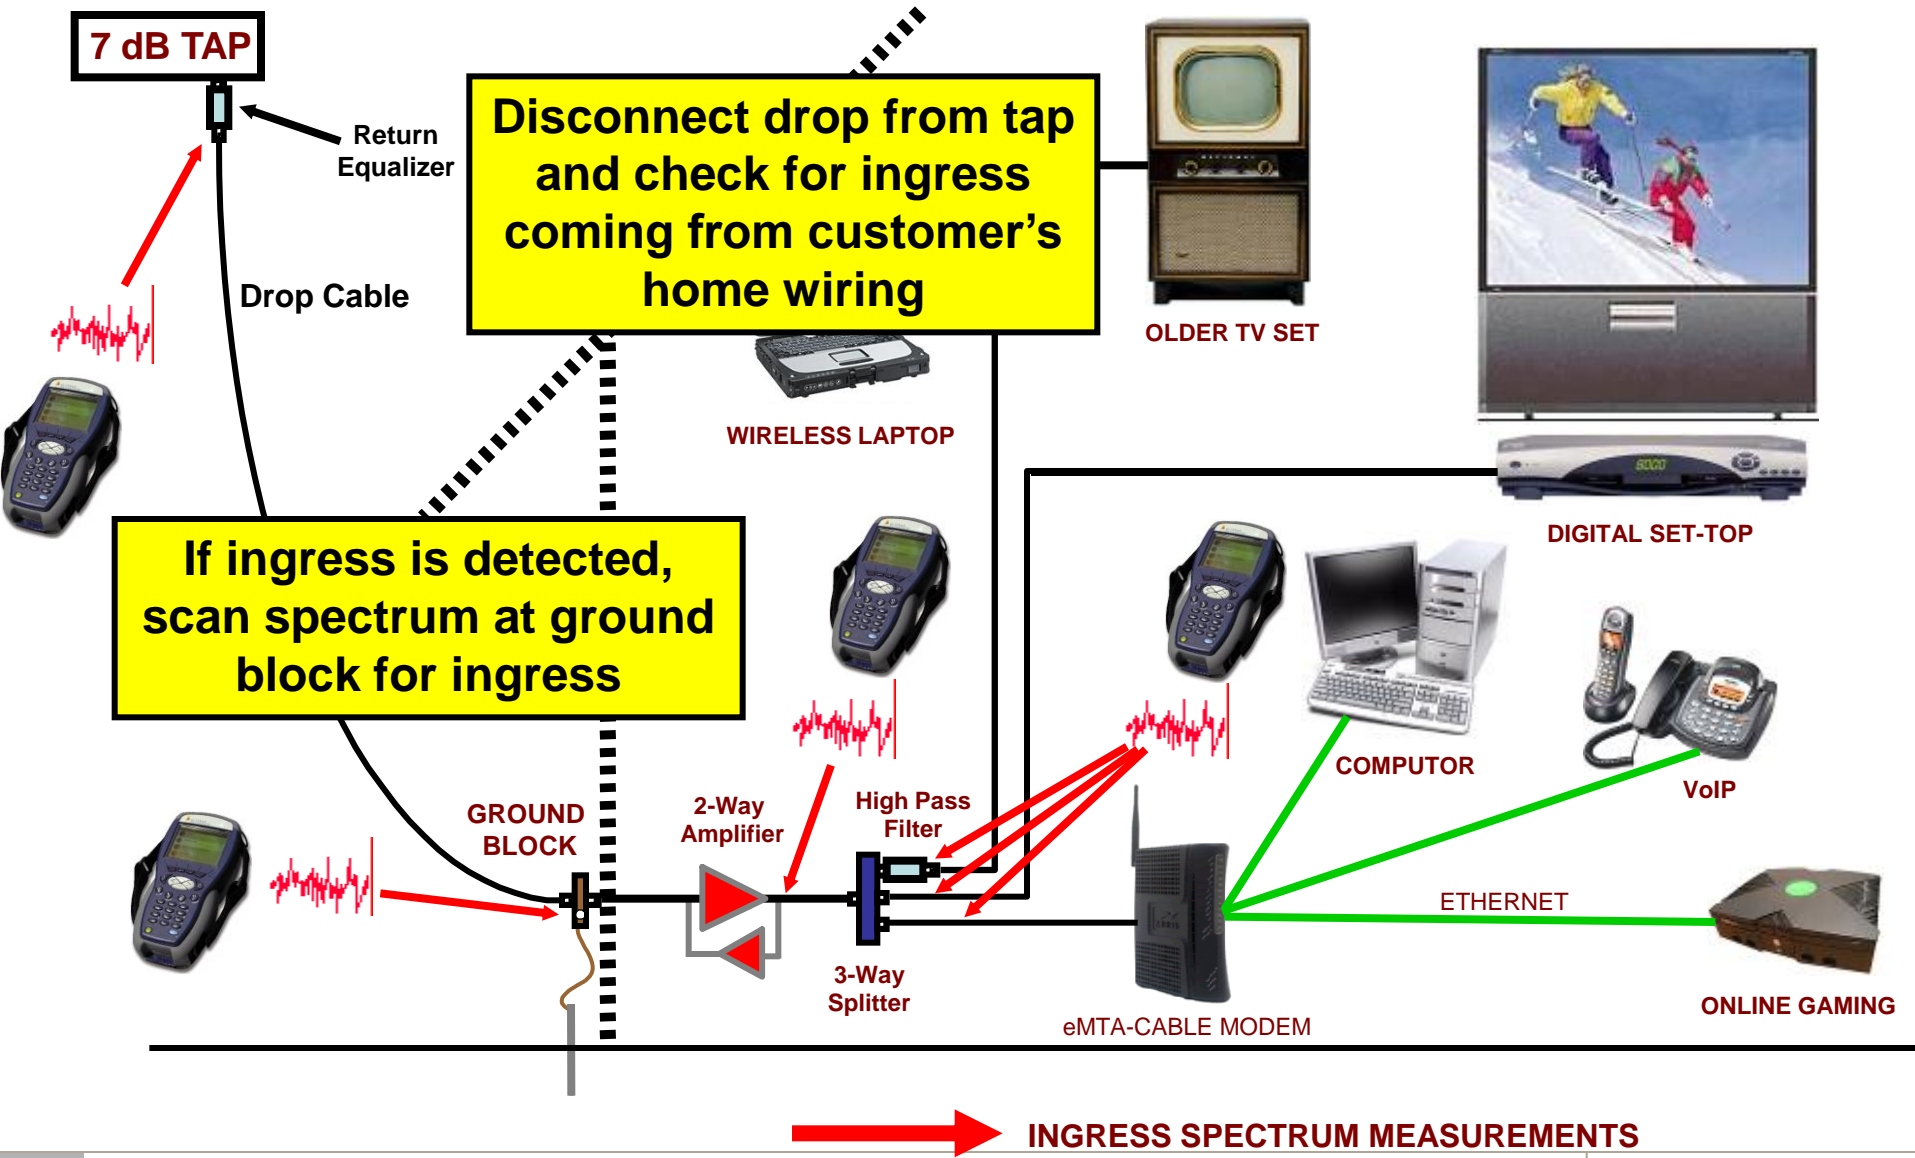 7 dB TAP
Return
Equalizer
Disconnect drop from tap
and check for ingress
coming from customer’s
home wiring
Drop Cable
OLDER TV SET
WIRELESS LAPTOP
DIGITAL SET-TOP
If ingress is detected,
scan spectrum at ground
block for ingress
COMPUTOR
VoIP
GROUND
BLOCK
2-Way
Amplifier
High Pass
Filter
ETHERNET
3-Way
Splitter
eMTA-CABLE MODEM
ONLINE GAMING
INGRESS SPECTRUM MEASUREMENTS